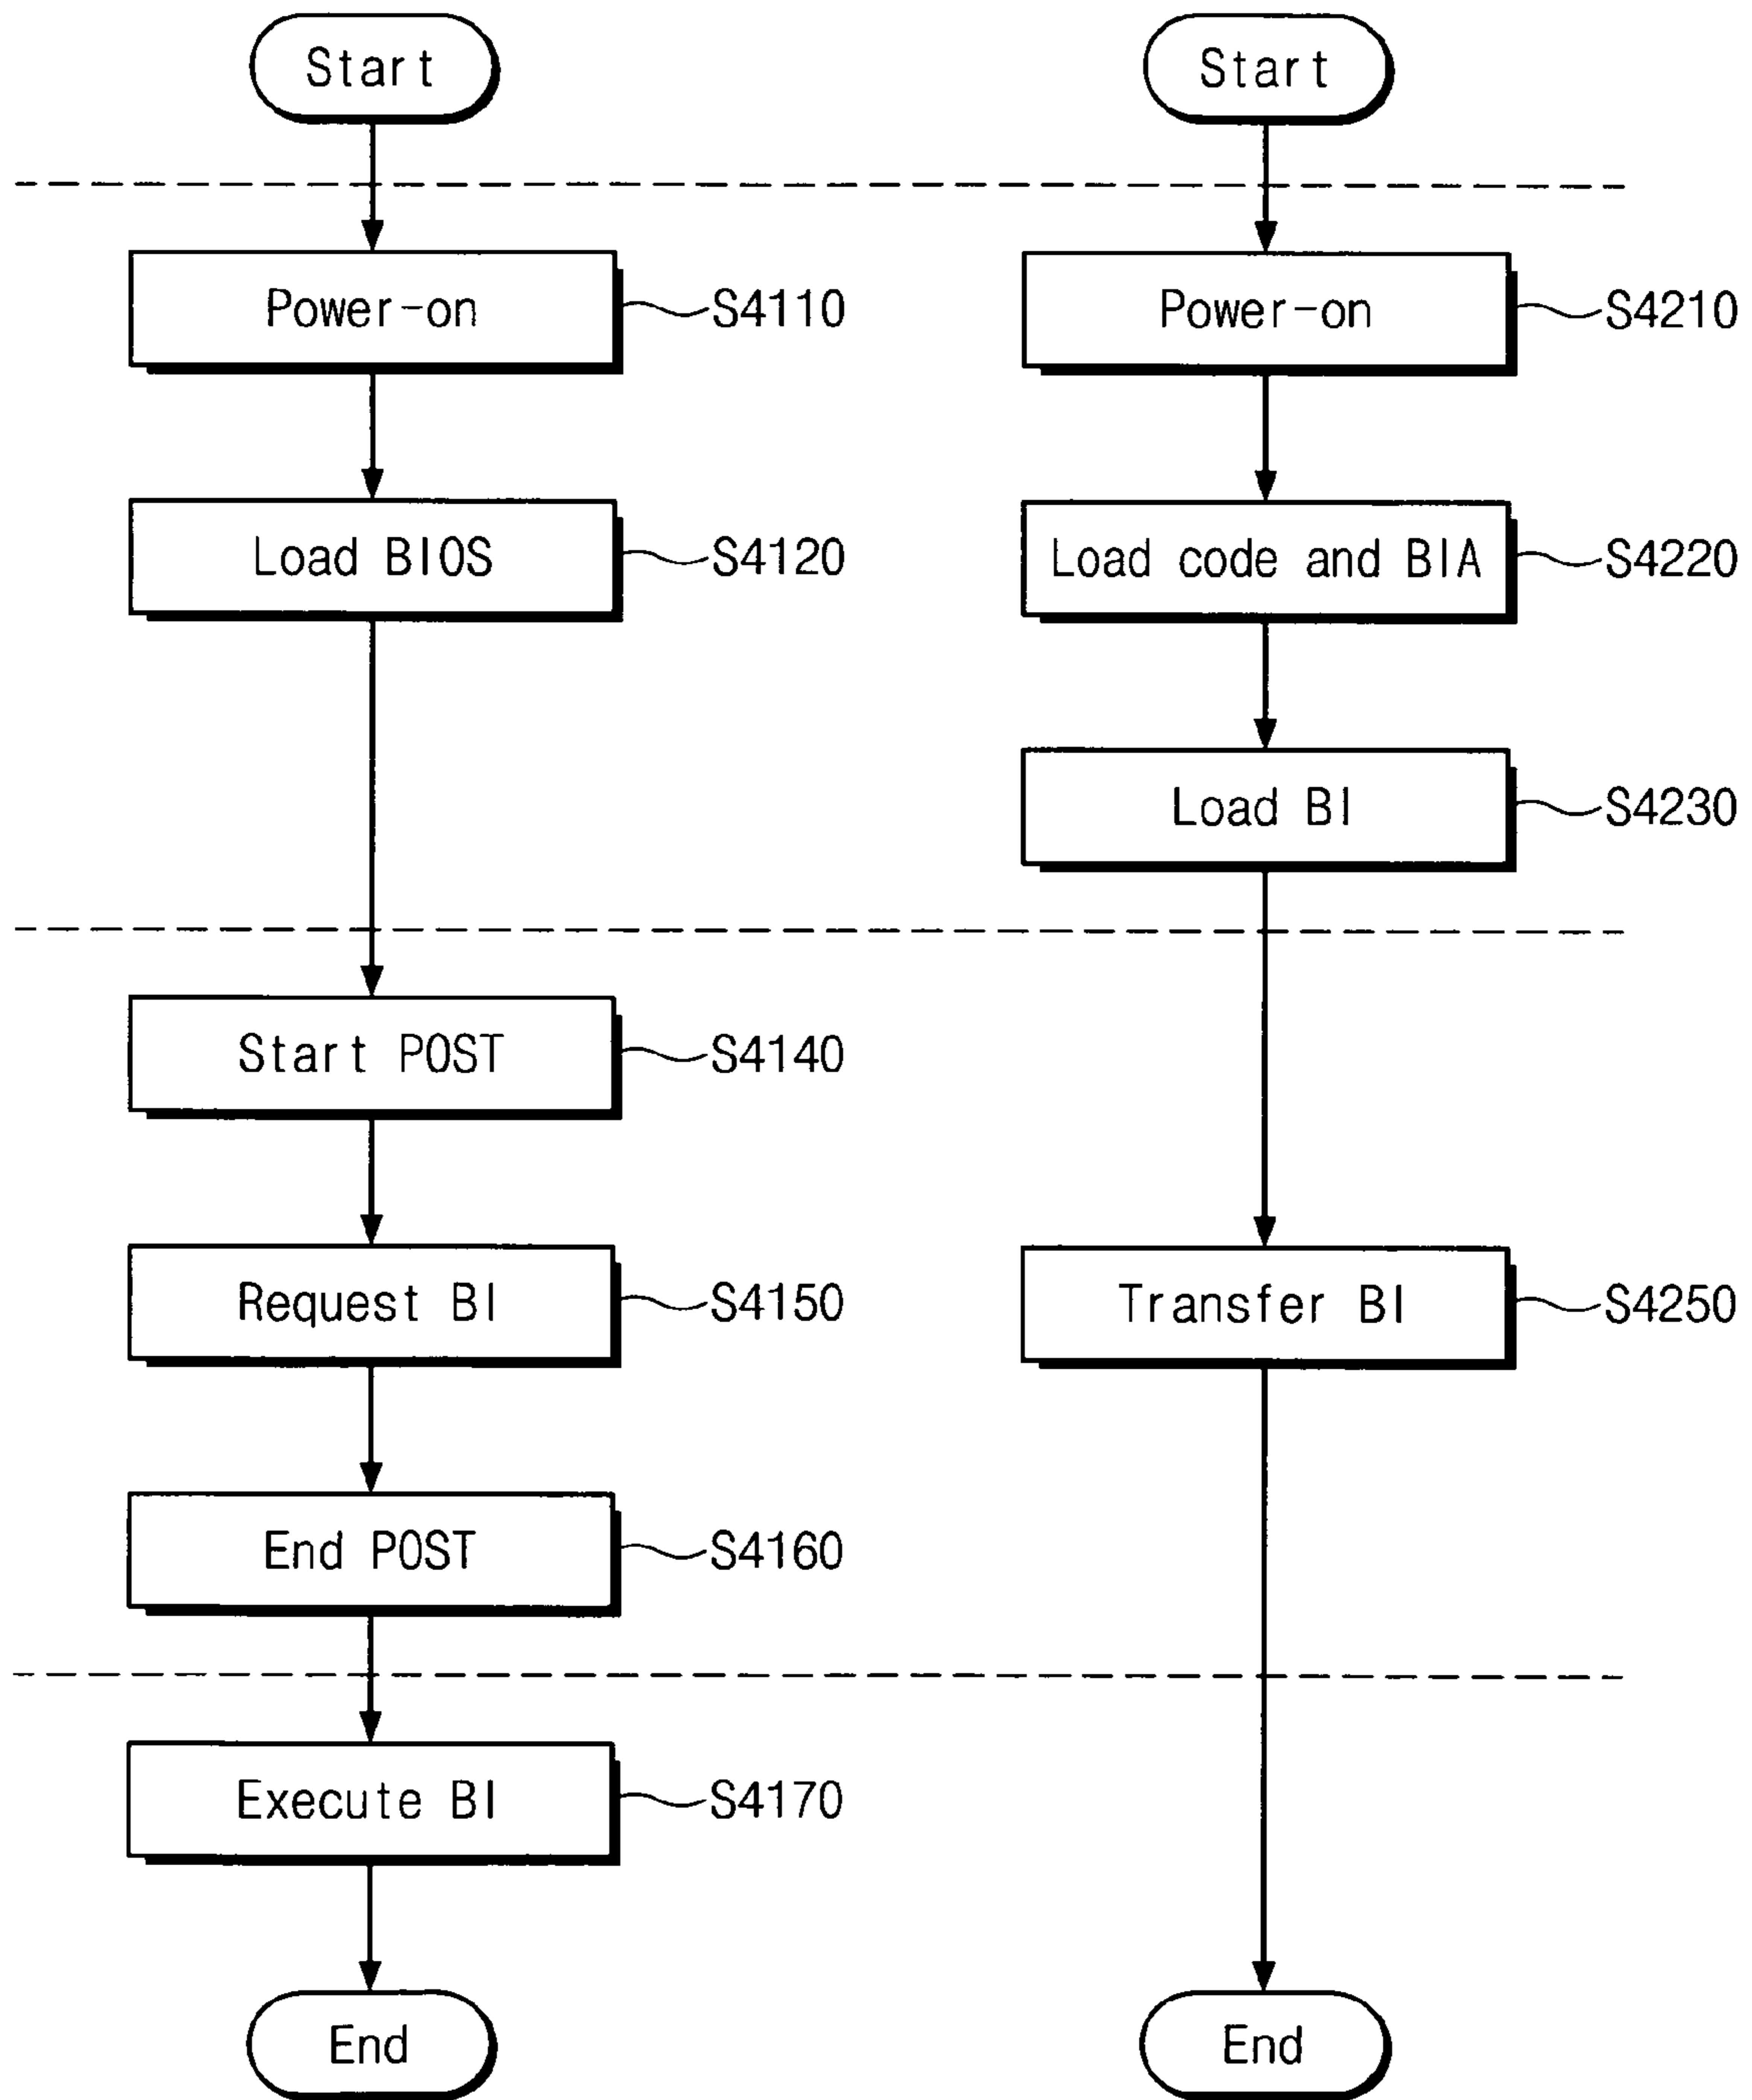 Start
Start
Power-on
S4110
Power-on
S4210
Load BIOS
S4120
Load code and BIA
S4220
Load BI
S4230
Start POST
S4140
Request BI
S4150
Transfer BI
S4250
End POST
S4160
Execute BI
S4170
End
End